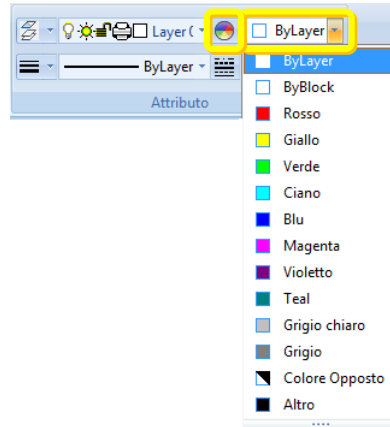 Layer ( ByLayer
ByLayer
Attributo
ByLayer
ByBlock
Rosso
Giallo
Verde
Ciano
Blu
Magenta
Violetto
Teal
Grigio chiaro
Grigio
Colore Opposto
Altro